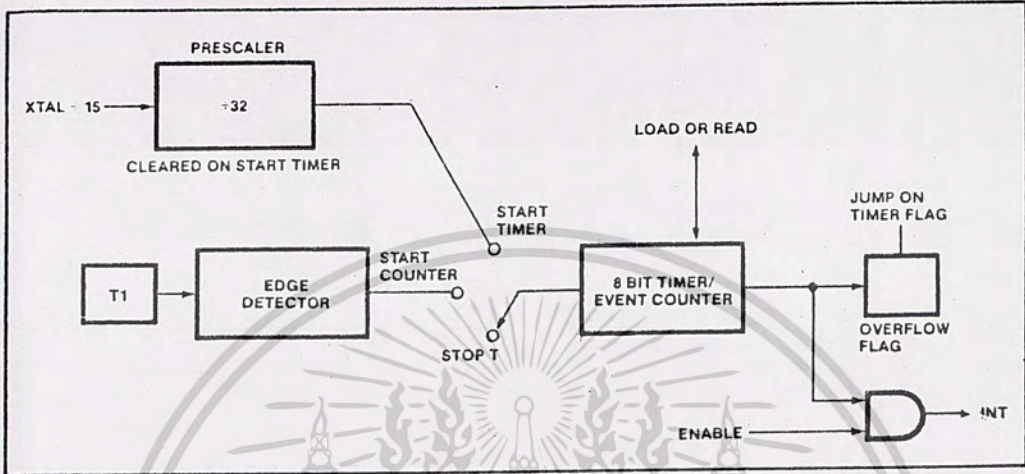 PRESCALER
XTAL ÷ 15
÷32
CLEARED ON START TIMER
LOAD OR READ
JUMP ON
TIMER FLAG
START
TIMER
START
COUNTER
T1
EDGE
DETECTOR
8 BIT TIMER/
EVENT COUNTER
STOP T
OVERFLOW
FLAG
ENABLE
INT